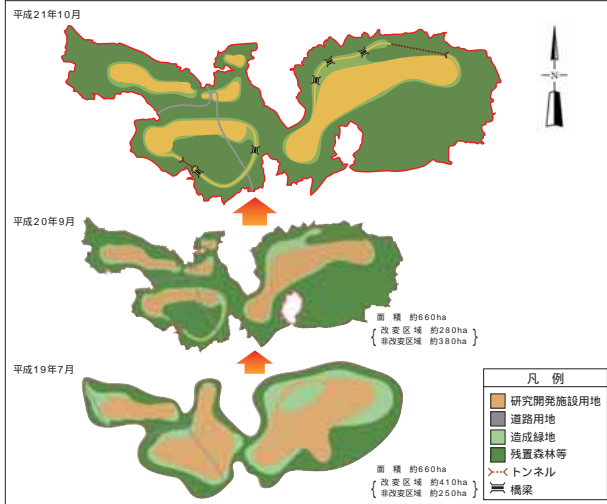 平成21年10月
N
平成20年9月
面 積 約660ha
改 変 区 域 約280ha
非改変区域 約380ha
平成19年7月
面 積 約660ha
改 変 区 域 約410ha
非改変区域 約250ha
凡 例
研究開発施設用地
道路用地
造成緑地
残置森林等
トンネル
橋梁